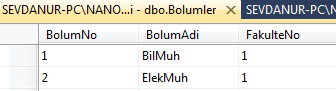 SEVDANUR-PC\NANO...i - dbo.Bolumler SEVDANUR-PC\N
BolumNo BolumAdi FakulteNo
1 BilMuh 1
2 ElekMuh 1